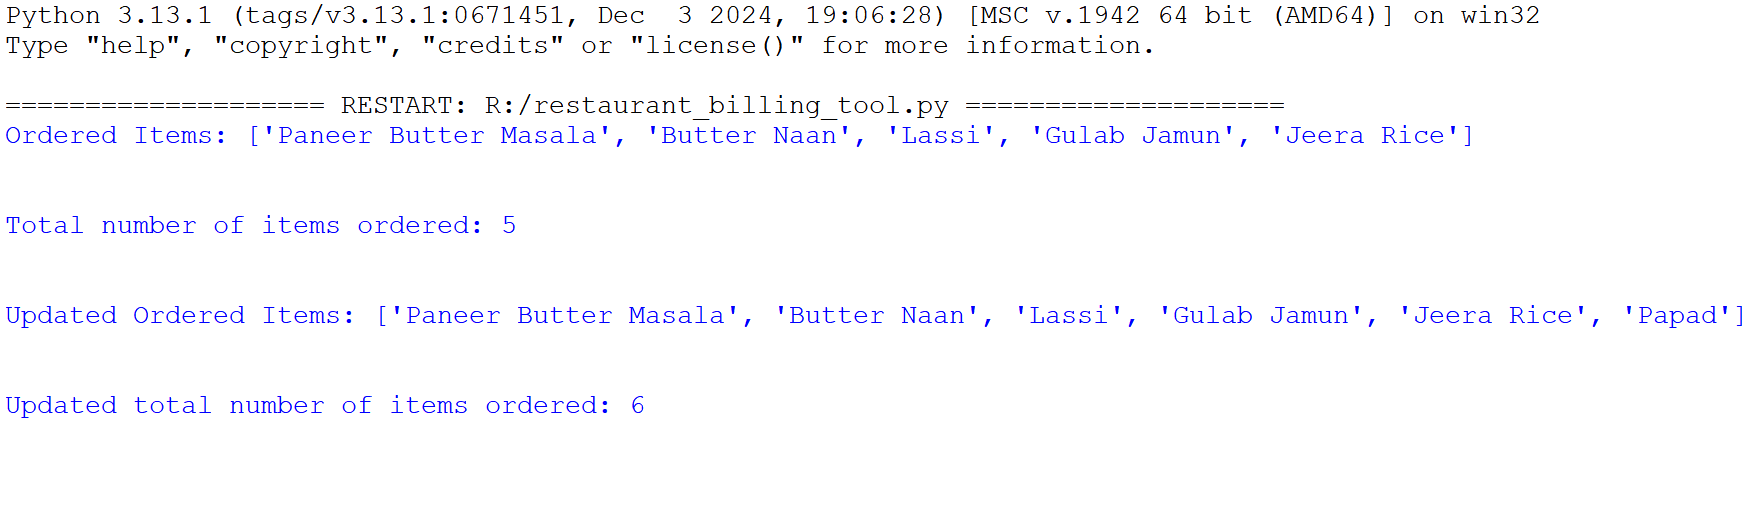 Python 3.13.1 (tags/v3.13.1:0671451, Dec  3 2024, 19:06:28) [MSC v.1942 64 bit (AMD64)] on win32
Type "help", "copyright", "credits" or "license()" for more information.
==================== RESTART: R:/restaurant_billing_tool.py ====================
Ordered Items: ['Paneer Butter Masala', 'Butter Naan', 'Lassi', 'Gulab Jamun', 'Jeera Rice']
Total number of items ordered: 5
Updated Ordered Items: ['Paneer Butter Masala', 'Butter Naan', 'Lassi', 'Gulab Jamun', 'Jeera Rice', 'Papad']
Updated total number of items ordered: 6